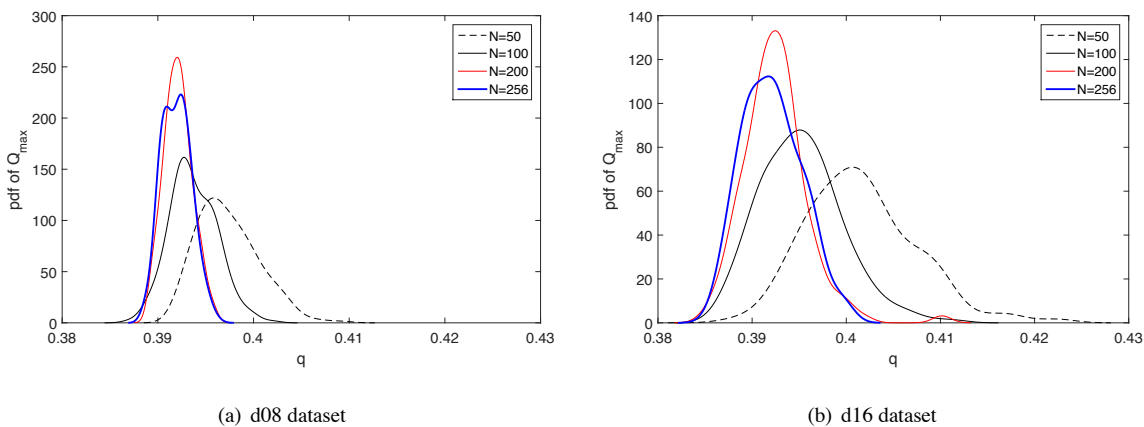 300
250
200
150
100
50
0
0.38
0.39
0.4
0.41
0.42
0.43
pdf of Q_max
q
N=50
N=100
N=200
N=256
(a) d08 dataset
140
120
100
80
60
40
20
0
0.38
0.39
0.4
0.41
0.42
0.43
pdf of Q_max
q
N=50
N=100
N=200
N=256
(b) d16 dataset